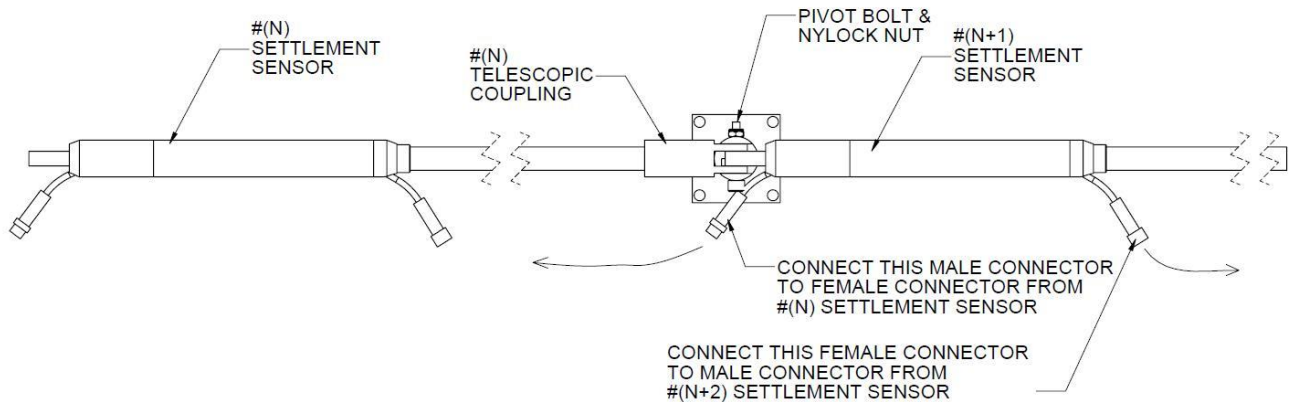 #(N)
SETTLEMENT
SENSOR
#(N)
TELESCOPIC
COUPLING
PIVOT BOLT &
NYLOCK NUT
#(N+1)
SETTLEMENT
SENSOR
CONNECT THIS MALE CONNECTOR
TO FEMALE CONNECTOR FROM
#(N) SETTLEMENT SENSOR
CONNECT THIS FEMALE CONNECTOR
TO MALE CONNECTOR FROM
#(N+2) SETTLEMENT SENSOR